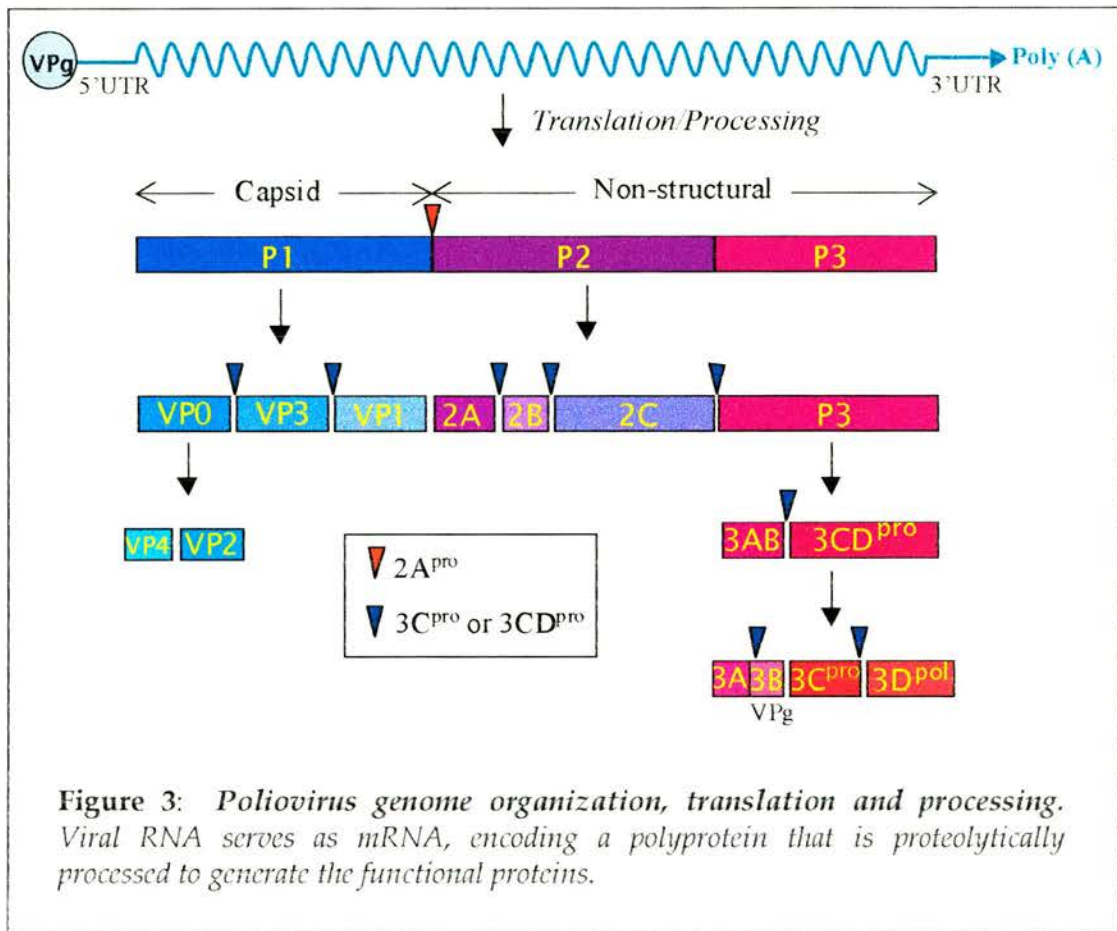 VPg
5'UTR
3'UTR
Poly (A)
Translation/Processing
Capsid
Non-structural
P1 P2 P3
VP0 VP3 VP1 2A 2B 2C P3
VP4 VP2
3AB 3CDpro
2Apro
3Cpro or 3CDpro
3A 3B 3Cpro 3Dpol
VPg
Figure 3: Poliovirus genome organization, translation and processing.
Viral RNA serves as mRNA, encoding a polyprotein that is proteolytically
processed to generate the functional proteins.